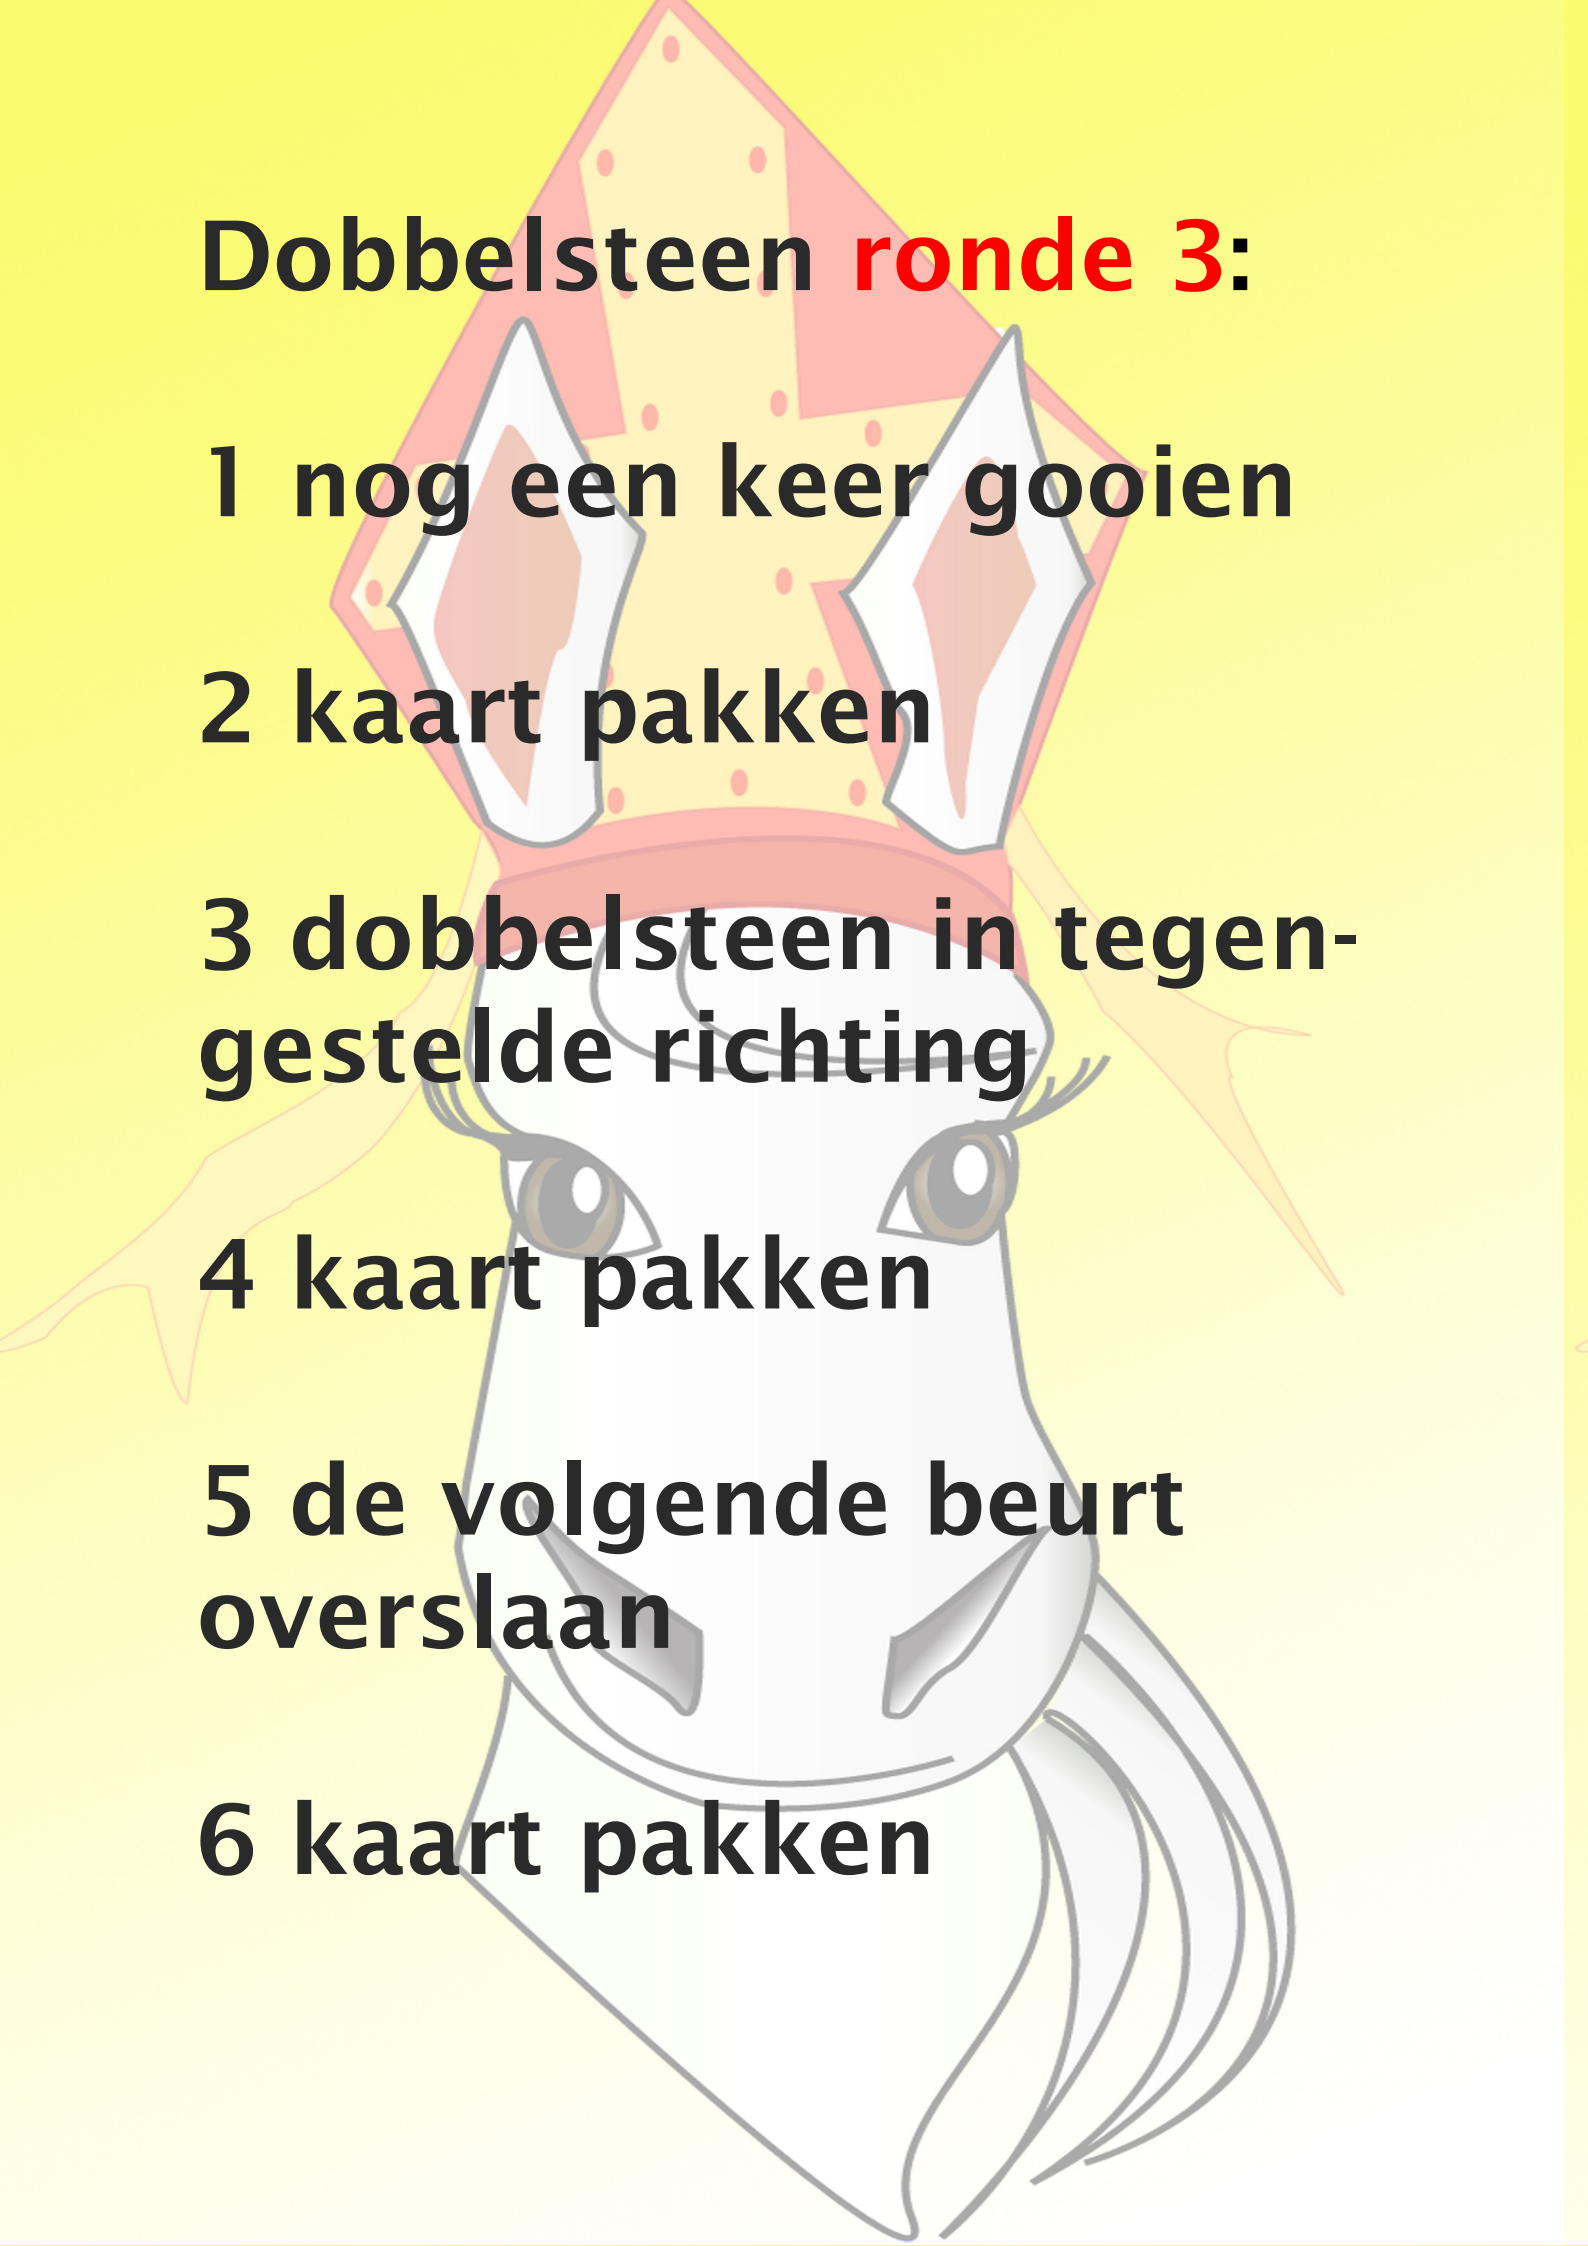 Dobbelsteen ronde 3:
1 nog een keer gooien
2 kaart pakken
3 dobbelsteen in tegen-
gestelde richting
4 kaart pakken
5 de volgende beurt
overslaan
6 kaart pakken